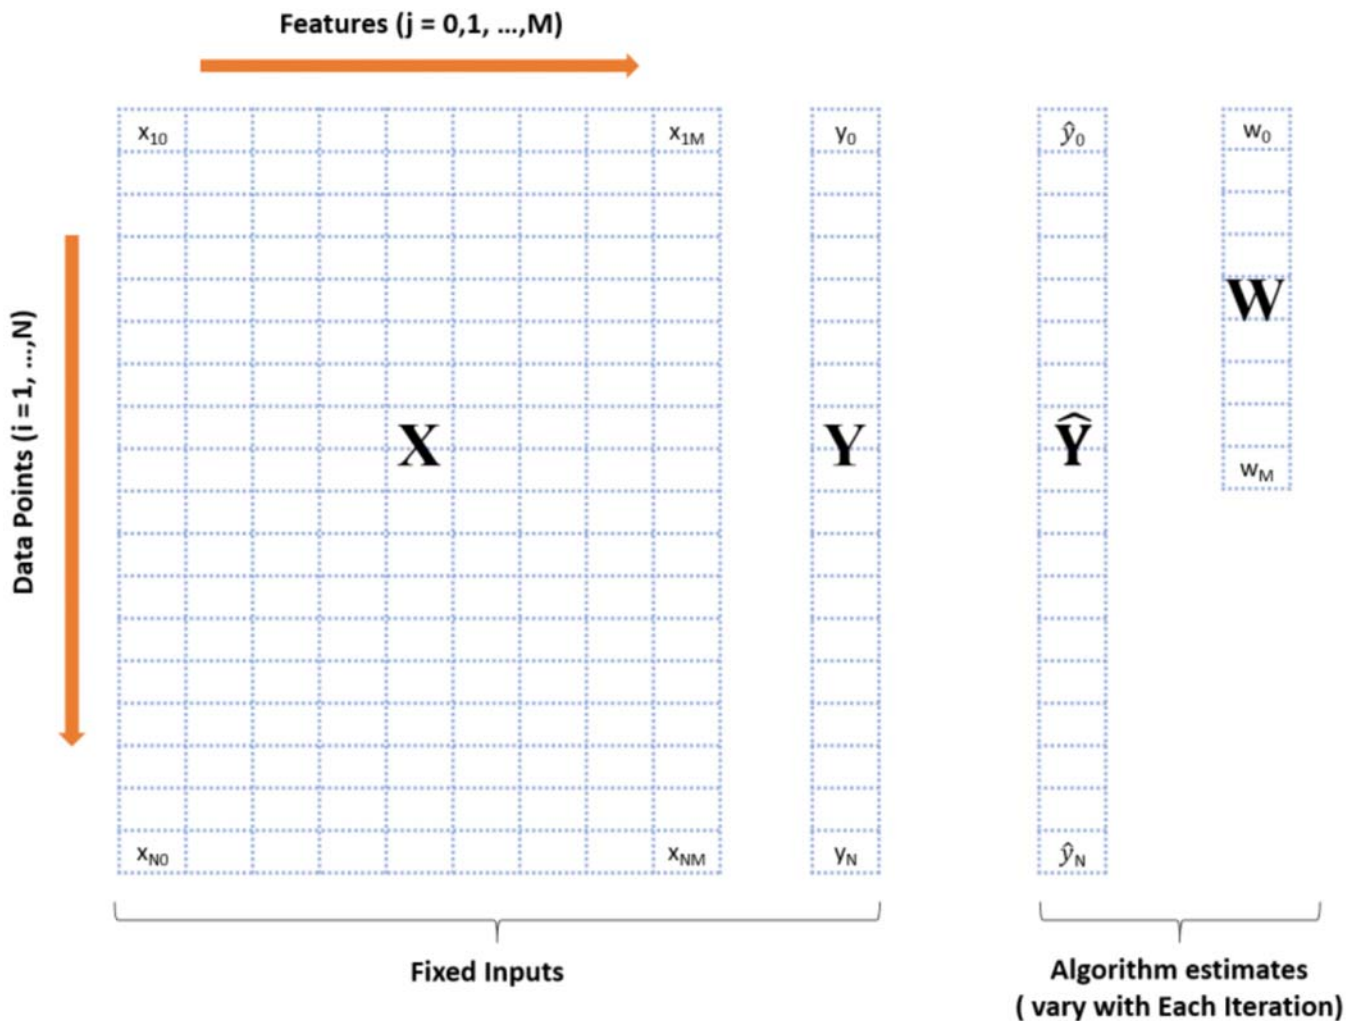 Features (j = 0,1, ...,M)
Data Points (i = 1, ...,N)
x₁₀ x₁M y₀ ŷ₀ w₀
W
X Y Ŷ
wM
xN0 xNM yN ŷN
Fixed Inputs
Algorithm estimates
( vary with Each Iteration)